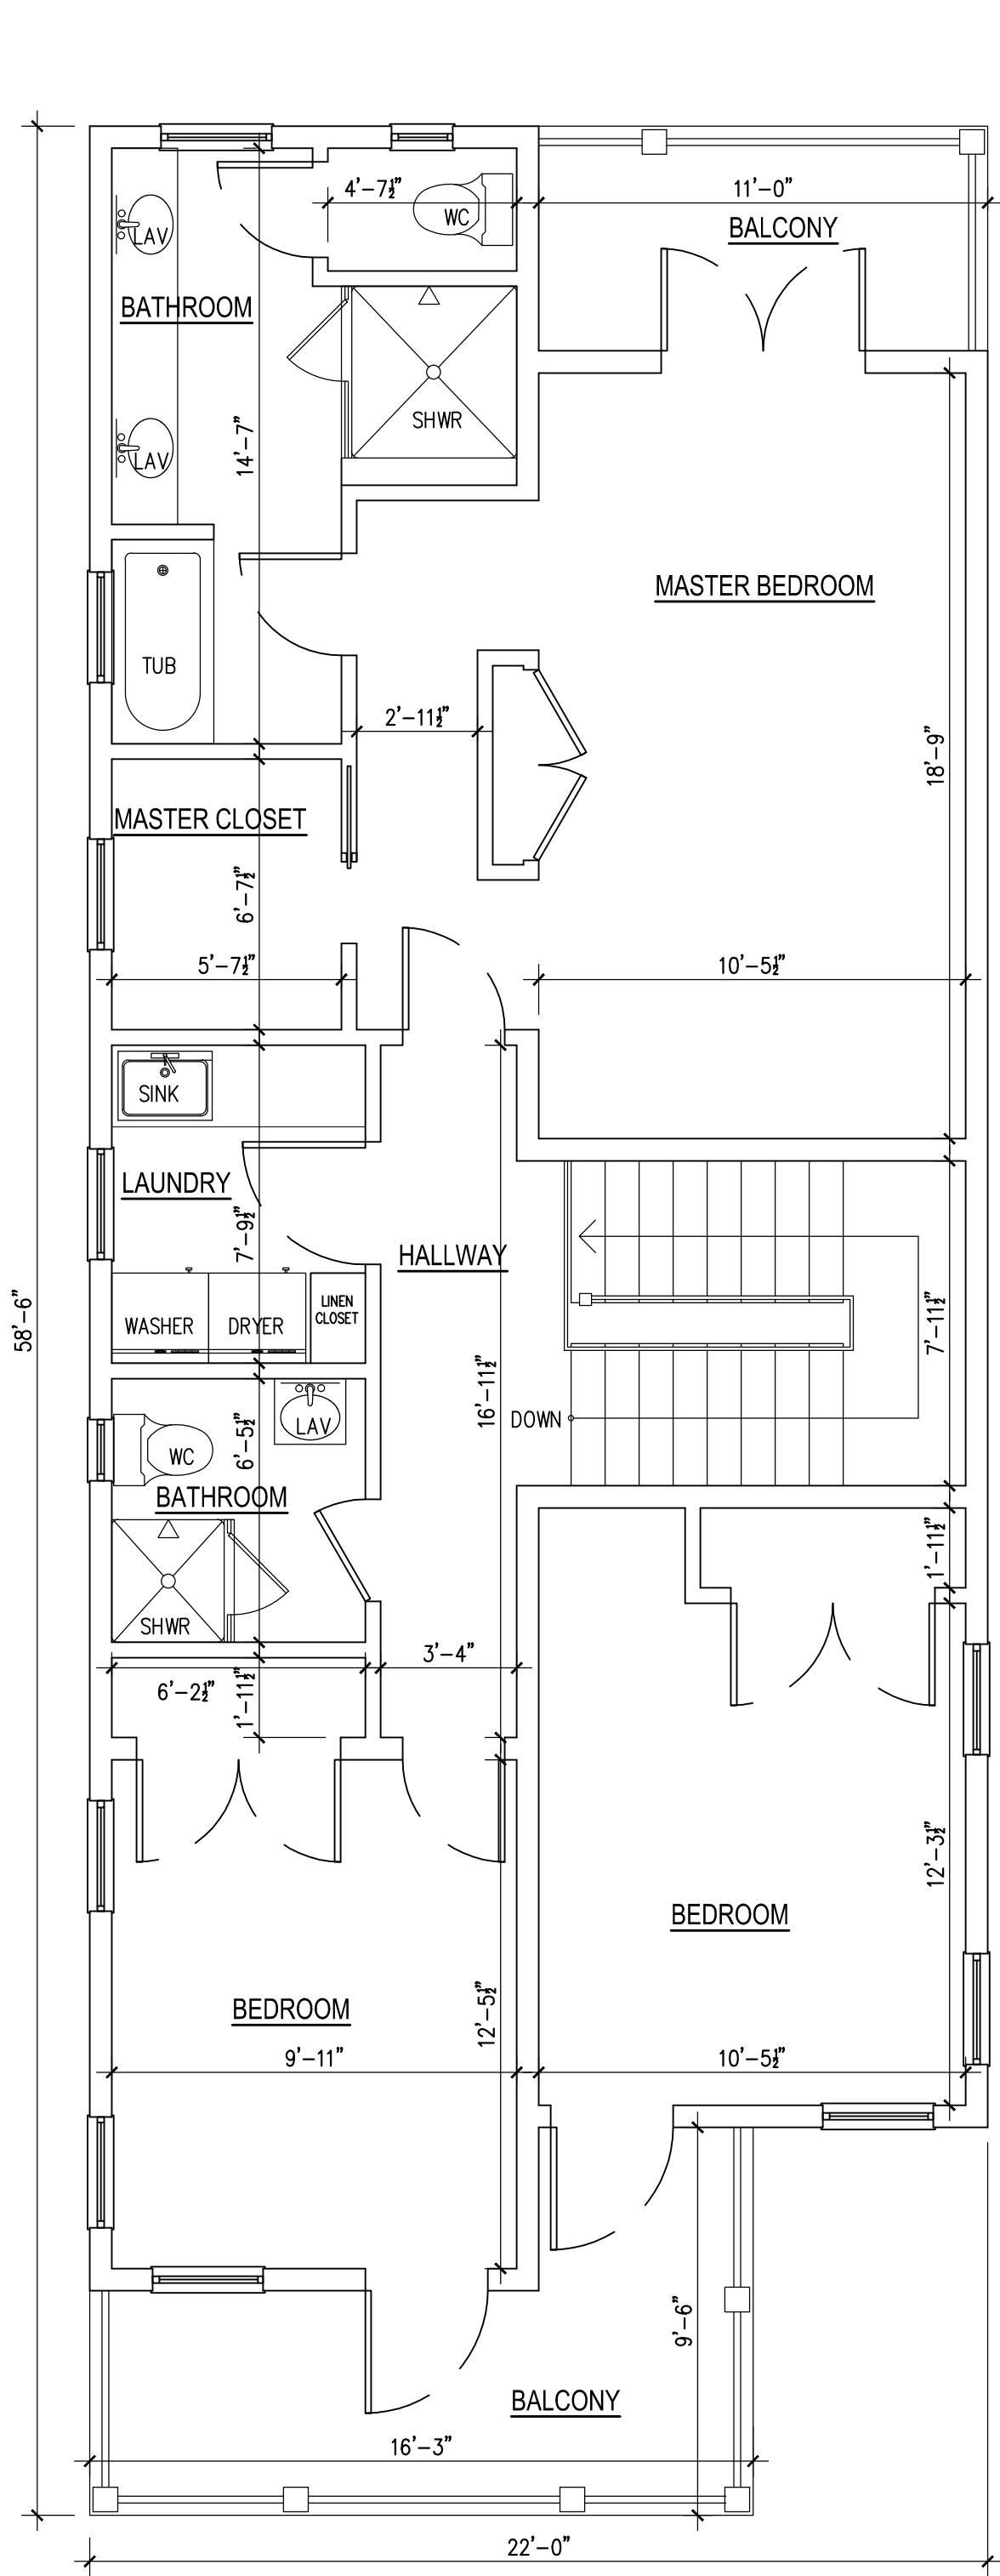 4'-7½"
11'-0"
WC
BALCONY
LAV
BATHROOM
SHWR
14'-7"
LAV
MASTER BEDROOM
TUB
2'-11½"
18'-9"
MASTER CLOSET
6'-7½"
5'-7½"
10'-5½"
SINK
LAUNDRY
7'-9½"
HALLWAY
LINEN
CLOSET
WASHER
DRYER
58'-6"
7'-11½"
16'-11½"
DOWN
LAV
6'-5½"
WC
BATHROOM
1'-11½"
SHWR
3'-4"
6'-2½"
1'-11½"
12'-3½"
BEDROOM
BEDROOM
12'-5½"
9'-11"
10'-5½"
9'-6"
BALCONY
16'-3"
22'-0"